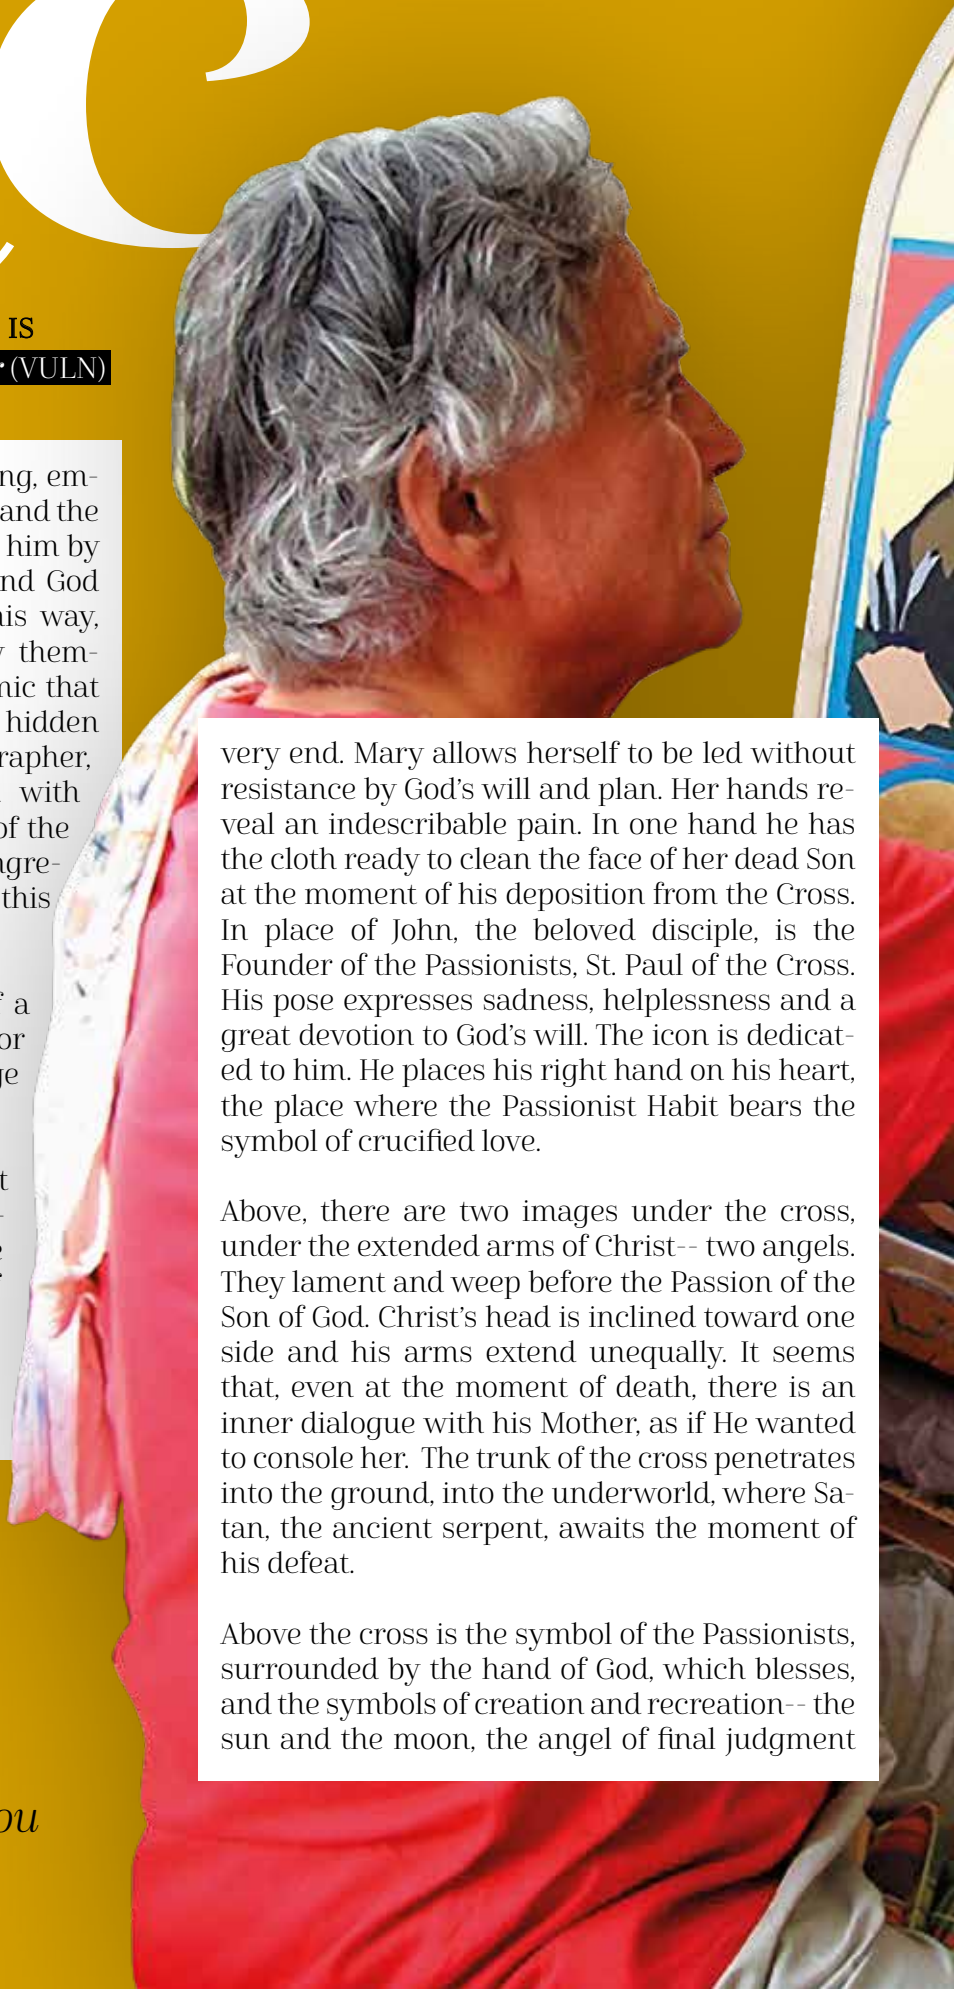 IS
(VULN)
ng, em-
and the
him by
nd God
his way,
them-
mic that
hidden
rapher,
with
of the
ngre-
this
f a
or
ge
t
-
e
very end. Mary allows herself to be led without
resistance by God's will and plan. Her hands re-
veal an indescribable pain. In one hand he has
the cloth ready to clean the face of her dead Son
at the moment of his deposition from the Cross.
In place of John, the beloved disciple, is the
Founder of the Passionists, St. Paul of the Cross.
His pose expresses sadness, helplessness and a
great devotion to God's will. The icon is dedicat-
ed to him. He places his right hand on his heart,
the place where the Passionist Habit bears the
symbol of crucified love.
Above, there are two images under the cross,
under the extended arms of Christ-- two angels.
They lament and weep before the Passion of the
Son of God. Christ's head is inclined toward one
side and his arms extend unequally. It seems
that, even at the moment of death, there is an
inner dialogue with his Mother, as if He wanted
to console her. The trunk of the cross penetrates
into the ground, into the underworld, where Sa-
tan, the ancient serpent, awaits the moment of
his defeat.
Above the cross is the symbol of the Passionists,
surrounded by the hand of God, which blesses,
and the symbols of creation and recreation-- the
sun and the moon, the angel of final judgment
ou